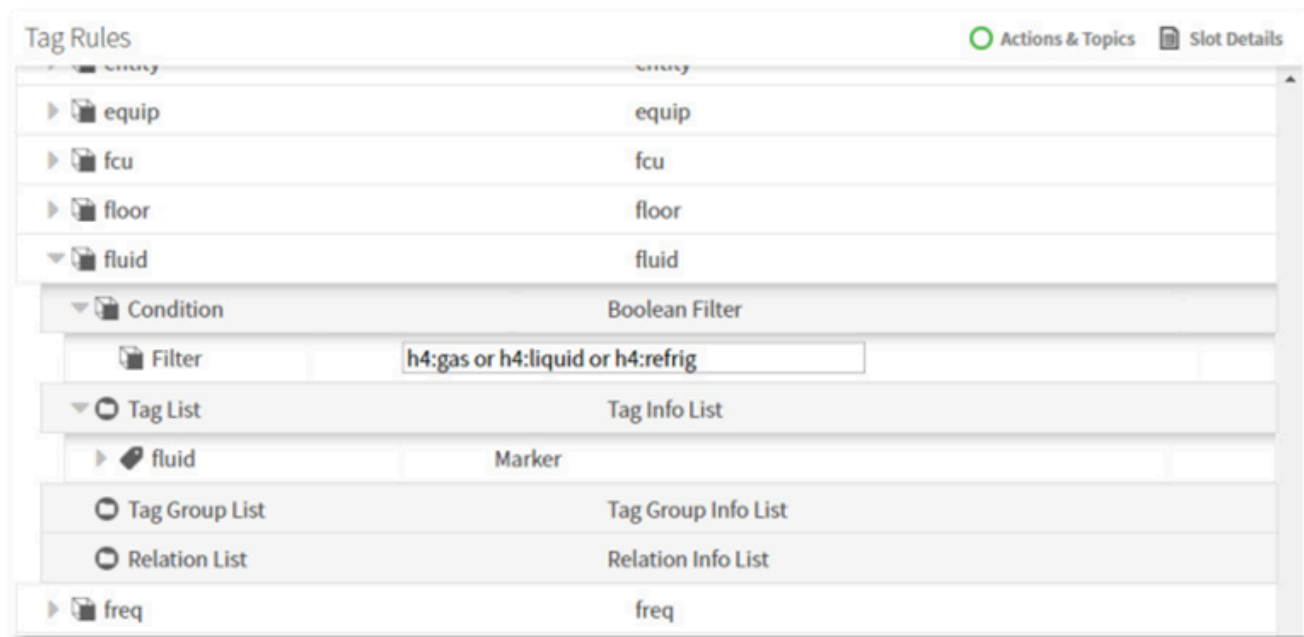 Tag Rules Actions & Topics Slot Details
entity entity
equip equip
fcu fcu
floor floor
fluid fluid
Condition Boolean Filter
Filter h4:gas or h4:liquid or h4:refrig
Tag List Tag Info List
fluid Marker
Tag Group List Tag Group Info List
Relation List Relation Info List
freq freq